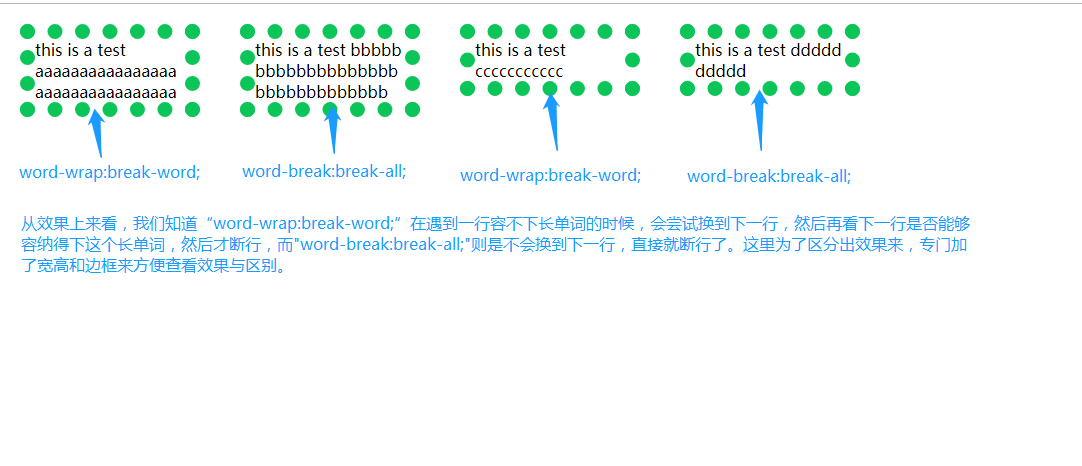 this is a test
aaaaaaaaaaaaaaaa
aaaaaaaaaaaaaaaa
this is a test bbbbb
bbbbbbbbbbbbbb
bbbbbbbbbbbbb
this is a test
ccccccccccc
this is a test ddddd
ddddd
word-wrap:break-word;
word-break:break-all;
word-wrap:break-word;
word-break:break-all;
从效果上来看，我们知道“word-wrap:break-word;“在遇到一行容不下长单词的时候，会尝试换到下一行，然后再看下一行是否能够
容纳得下这个长单词，然后才断行，而"word-break:break-all;"则是不会换到下一行，直接就断行了。这里为了区分出效果来，专门加
了宽高和边框来方便查看效果与区别。